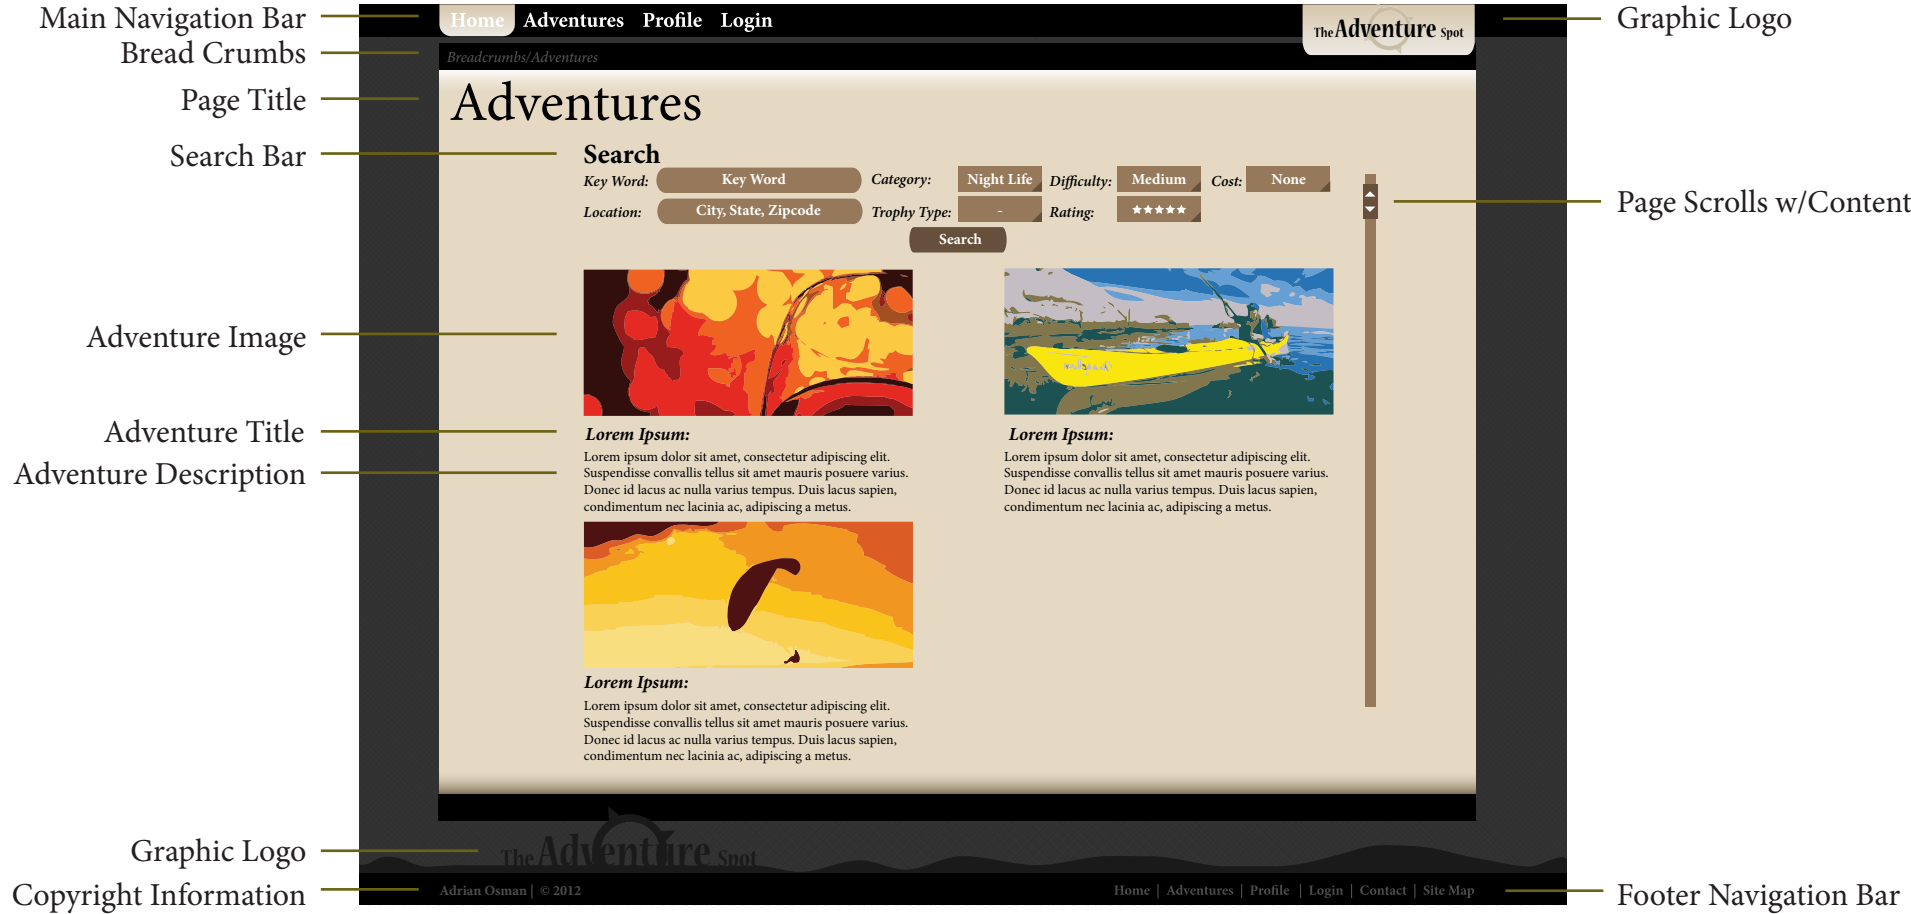 Main Navigation Bar
Home Adventures Profile Login
The Adventure Spot
Graphic Logo
Bread Crumbs
Breadcrumbs/Adventures
Page Title
Adventures
Search Bar
Search
Key Word: Key Word Category: Night Life Difficulty: Medium Cost: None
Location: City, State, Zipcode Trophy Type: - Rating: ★★★★★
Page Scrolls w/Content
Search
Adventure Image
Adventure Title
Lorem Ipsum:
Adventure Description
Lorem ipsum dolor sit amet, consectetur adipiscing elit.
Suspendisse convallis tellus sit amet mauris posuere varius.
Donec id lacus ac nulla varius tempus. Duis lacus sapien,
condimentum nec lacinia ac, adipiscing a metus.
Lorem Ipsum:
Lorem ipsum dolor sit amet, consectetur adipiscing elit.
Suspendisse convallis tellus sit amet mauris posuere varius.
Donec id lacus ac nulla varius tempus. Duis lacus sapien,
condimentum nec lacinia ac, adipiscing a metus.
Lorem Ipsum:
Lorem ipsum dolor sit amet, consectetur adipiscing elit.
Suspendisse convallis tellus sit amet mauris posuere varius.
Donec id lacus ac nulla varius tempus. Duis lacus sapien,
condimentum nec lacinia ac, adipiscing a metus.
Graphic Logo
The Adventure Spot
Copyright Information
Adrian Osman | © 2012
Home | Adventures | Profile | Login | Contact | Site Map
Footer Navigation Bar